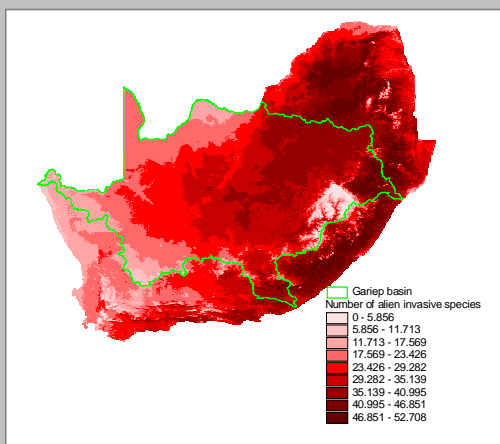 Gariep basin
Number of alien invasive species
0 - 5.856
5.856 - 11.713
11.713 - 17.569
17.569 - 23.426
23.426 - 29.282
29.282 - 35.139
35.139 - 40.995
40.995 - 46.851
46.851 - 52.708